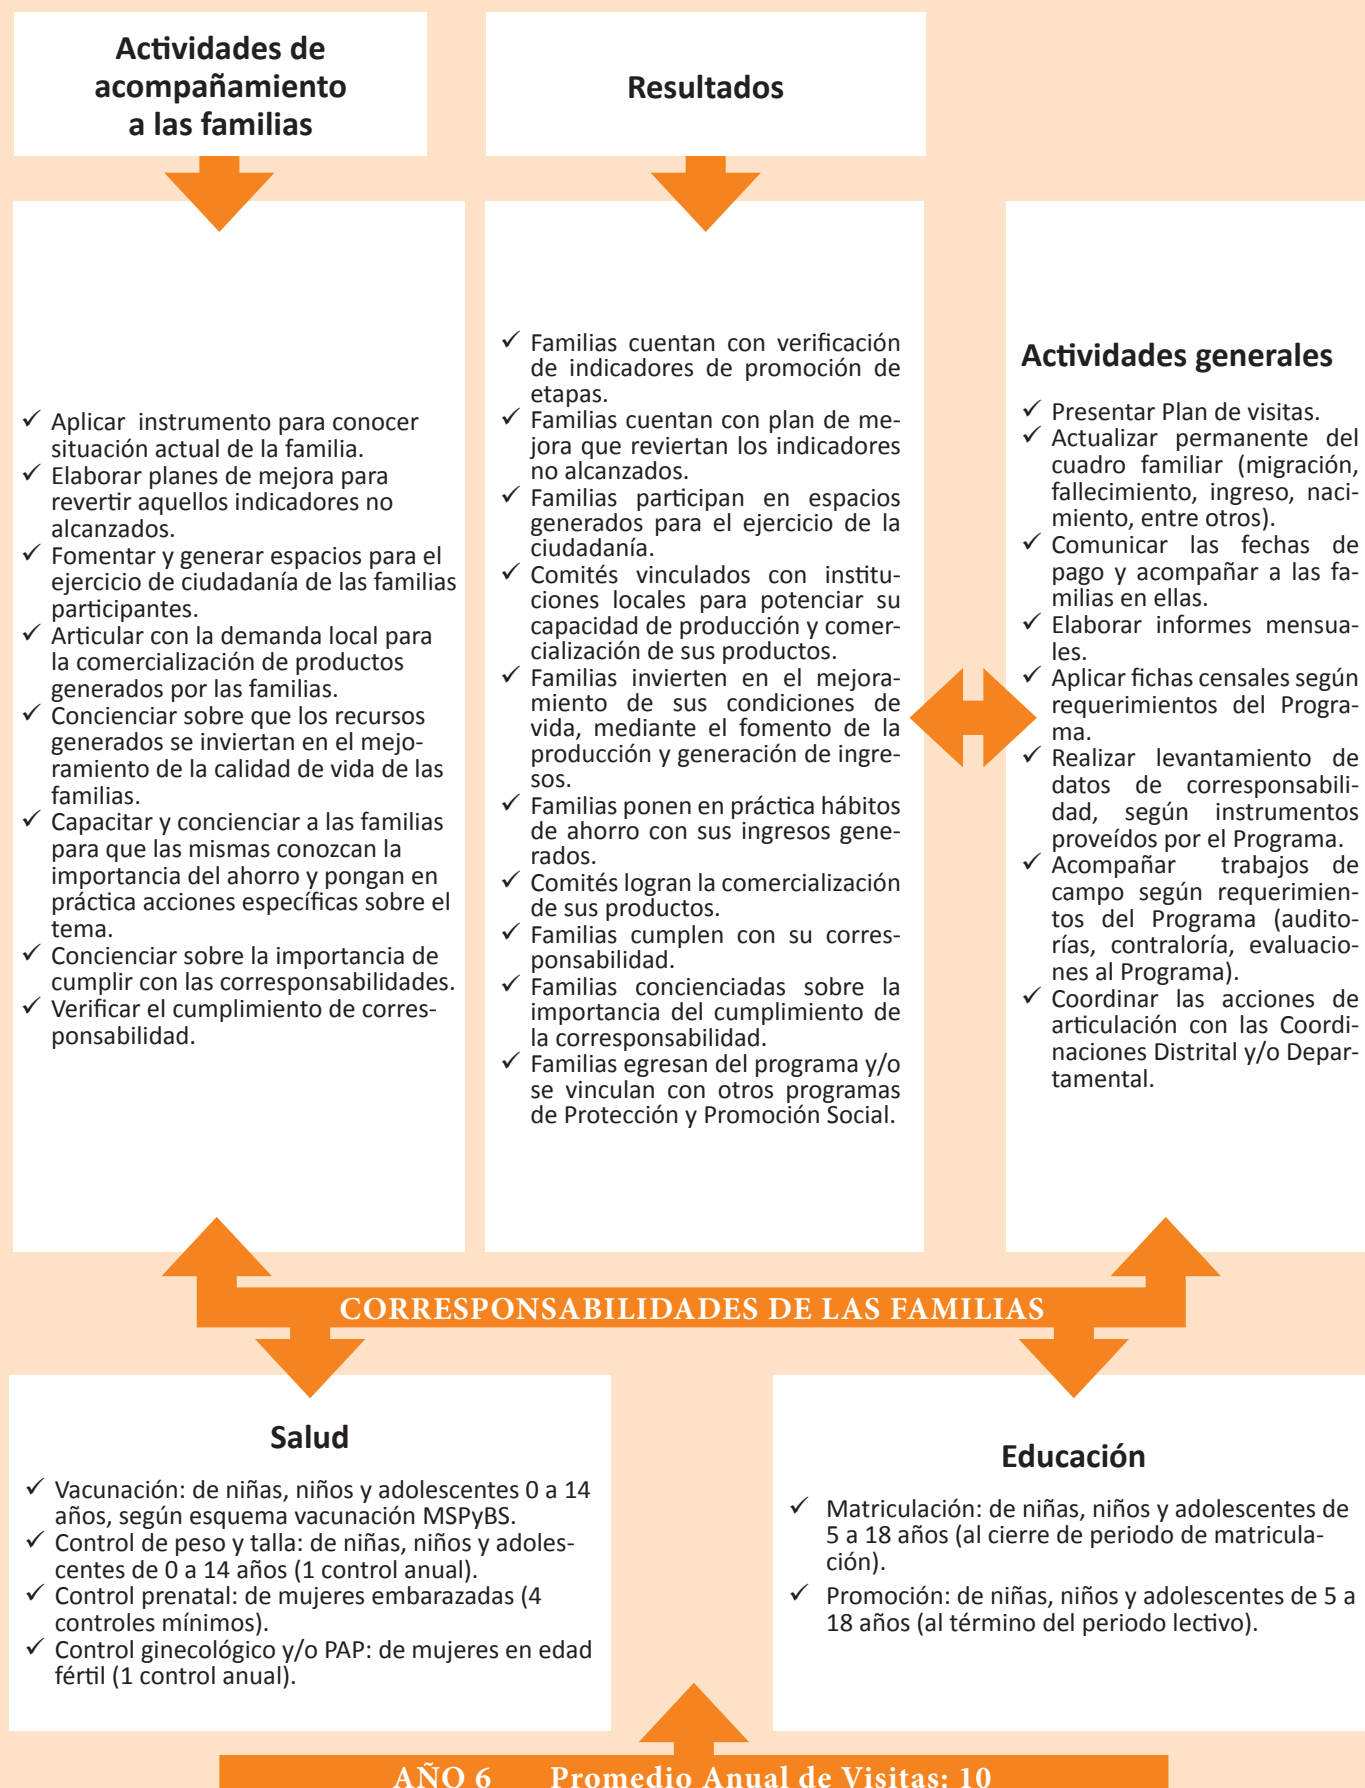 Actividades de
acompañamiento
a las familias
Resultados
✓ Aplicar instrumento para conocer
situación actual de la familia.
✓ Elaborar planes de mejora para
revertir aquellos indicadores no
alcanzados.
✓ Fomentar y generar espacios para el
ejercicio de ciudadanía de las familias
participantes.
✓ Articular con la demanda local para
la comercialización de productos
generados por las familias.
✓ Concienciar sobre que los recursos
generados se inviertan en el mejo-
ramiento de la calidad de vida de las
familias.
✓ Capacitar y concienciar a las familias
para que las mismas conozcan la
importancia del ahorro y pongan en
práctica acciones específicas sobre el
tema.
✓ Concienciar sobre la importancia de
cumplir con las corresponsabilidades.
✓ Verificar el cumplimiento de corres-
ponsabilidad.
✓ Familias cuentan con verificación
de indicadores de promoción de
etapas.
✓ Familias cuentan con plan de me-
jora que reviertan los indicadores
no alcanzados.
✓ Familias participan en espacios
generados para el ejercicio de la
ciudadanía.
✓ Comités vinculados con institu-
ciones locales para potenciar su
capacidad de producción y comer-
cialización de sus productos.
✓ Familias invierten en el mejora-
miento de sus condiciones de
vida, mediante el fomento de la
producción y generación de ingre-
sos.
✓ Familias ponen en práctica hábitos
de ahorro con sus ingresos gene-
rados.
✓ Comités logran la comercialización
de sus productos.
✓ Familias cumplen con su corres-
ponsabilidad.
✓ Familias concienciadas sobre la
importancia del cumplimiento de
la corresponsabilidad.
✓ Familias egresan del programa y/o
se vinculan con otros programas
de Protección y Promoción Social.
Actividades generales
✓ Presentar Plan de visitas.
✓ Actualizar permanente del
cuadro familiar (migración,
fallecimiento, ingreso, naci-
miento, entre otros).
✓ Comunicar las fechas de
pago y acompañar a las fa-
milias en ellas.
✓ Elaborar informes mensua-
les.
✓ Aplicar fichas censales según
requerimientos del Progra-
ma.
✓ Realizar levantamiento de
datos de corresponsabili-
dad, según instrumentos
proveídos por el Programa.
✓ Acompañar trabajos de
campo según requerimien-
tos del Programa (audito-
rías, contraloría, evaluacio-
nes al Programa).
✓ Coordinar las acciones de
articulación con las Coordi-
naciones Distrital y/o Depar-
tamental.
CORRESPONSABILIDADES DE LAS FAMILIAS
Salud
✓ Vacunación: de niñas, niños y adolescentes 0 a 14
años, según esquema vacunación MSPyBS.
✓ Control de peso y talla: de niñas, niños y adoles-
centes de 0 a 14 años (1 control anual).
✓ Control prenatal: de mujeres embarazadas (4
controles mínimos).
✓ Control ginecológico y/o PAP: de mujeres en edad
fértil (1 control anual).
Educación
✓ Matriculación: de niñas, niños y adolescentes de
5 a 18 años (al cierre de periodo de matricula-
ción).
✓ Promoción: de niñas, niños y adolescentes de 5 a
18 años (al término del periodo lectivo).
AÑO 6 Promedio Anual de Visitas: 10